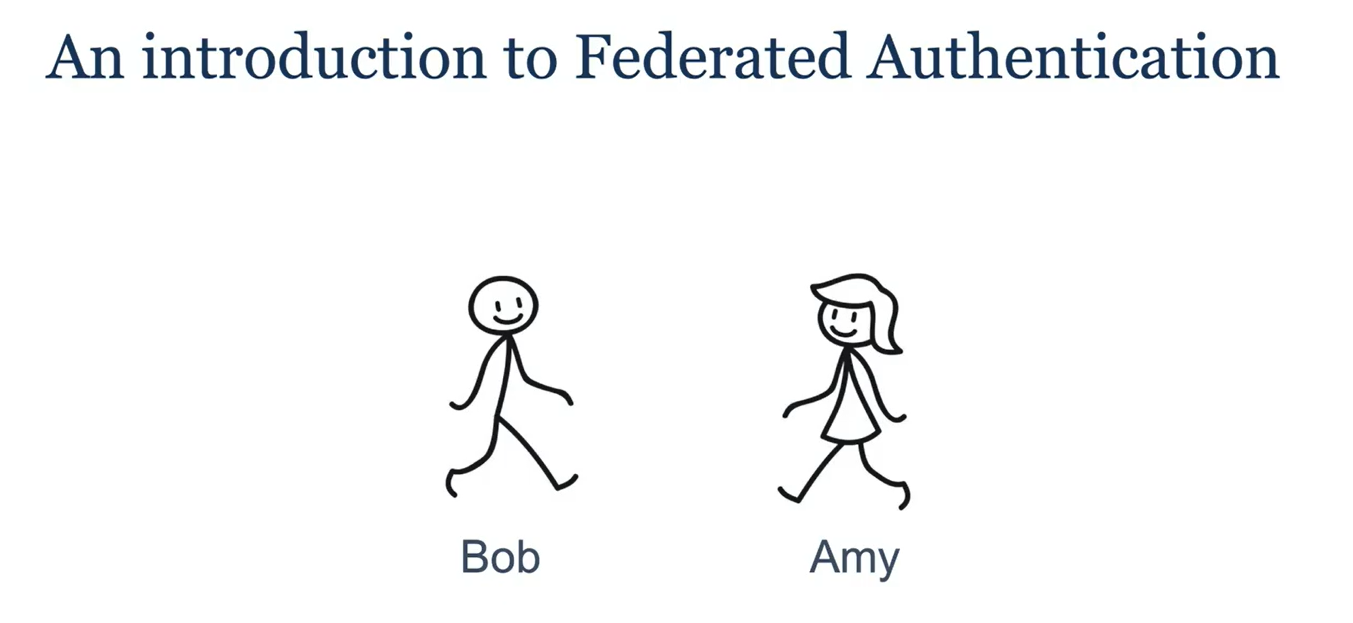 An introduction to Federated Authentication
Bob
Amy